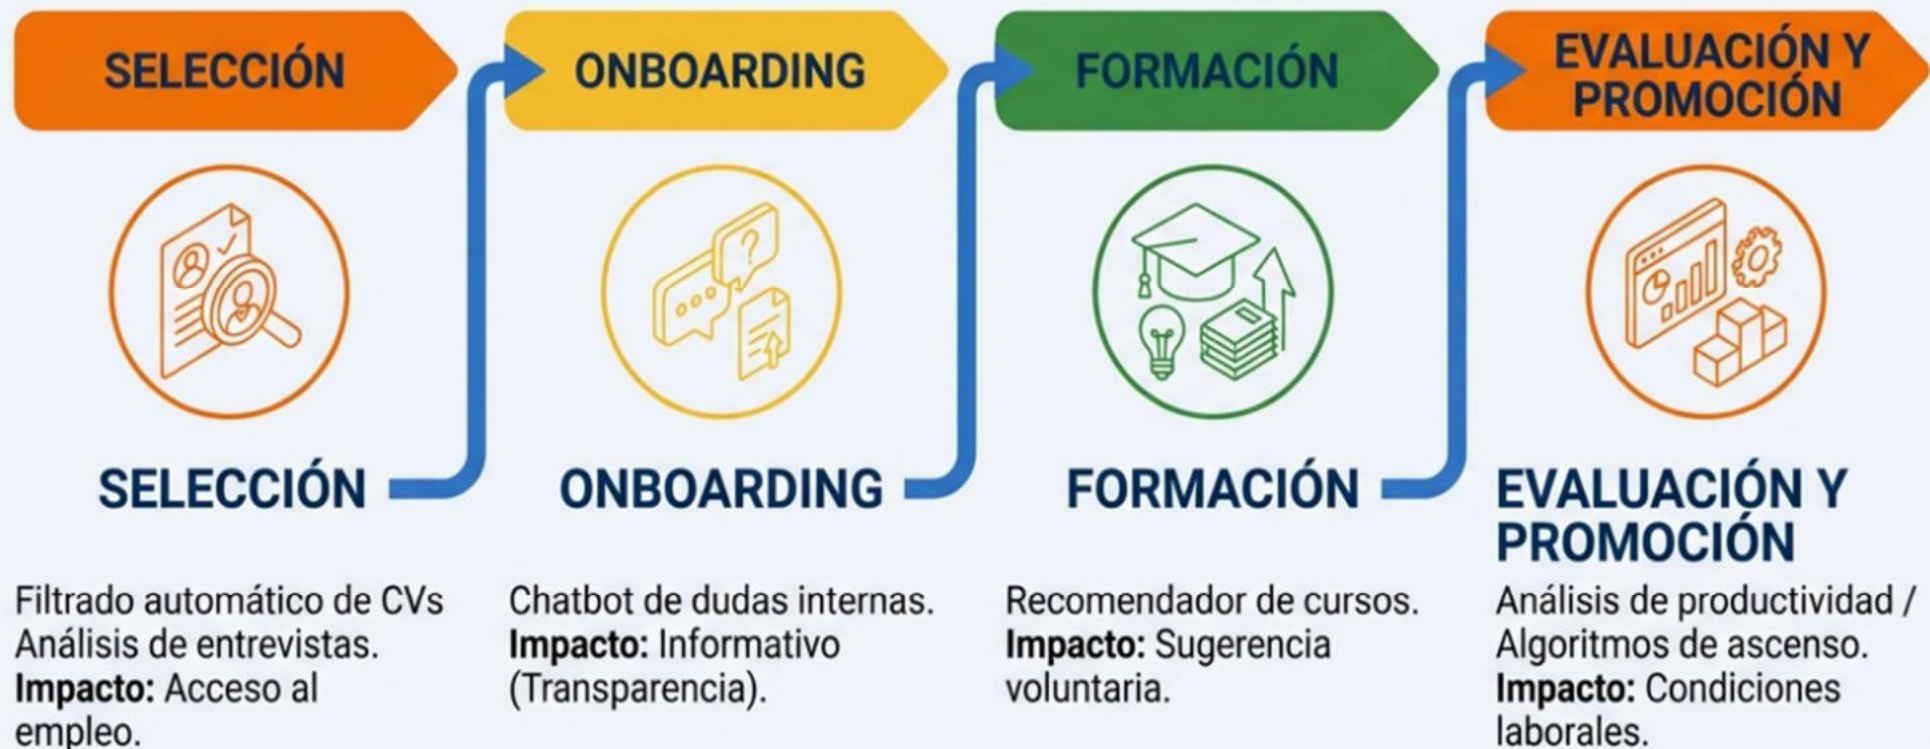 SELECCIÓN
ONBOARDING
FORMACIÓN
EVALUACIÓN Y
PROMOCIÓN
?
SELECCIÓN
Filtrado automático de CVs
Análisis de entrevistas.
Impacto: Acceso al
empleo.
ONBOARDING
Chatbot de dudas internas.
Impacto: Informativo
(Transparencia).
FORMACIÓN
Recomendador de cursos.
Impacto: Sugerencia
voluntaria.
EVALUACIÓN Y
PROMOCIÓN
Análisis de productividad /
Algoritmos de ascenso.
Impacto: Condiciones
laborales.